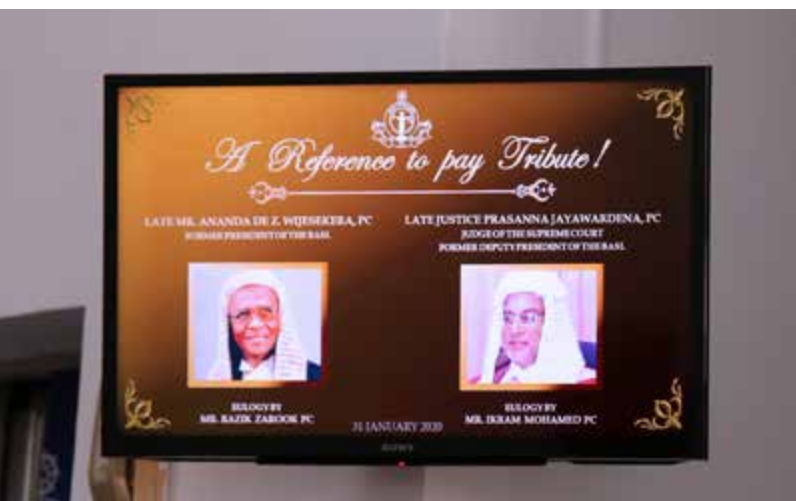 A Reference to pay Tribute!
LATE MR. ANANDA DE Z. WIJESEKERA, PC
FORMER PRESIDENT OF THE BASL
LATE JUSTICE PRASANNA JAYAWARDENA, PC
JUDGE OF THE SUPREME COURT
FORMER DEPUTY PRESIDENT OF THE BASL
EULOGY BY
MR. RAZIK ZAROOK PC
31 JANUARY 2020
EULOGY BY
MR. IKRAM MOHAMED PC
SONY